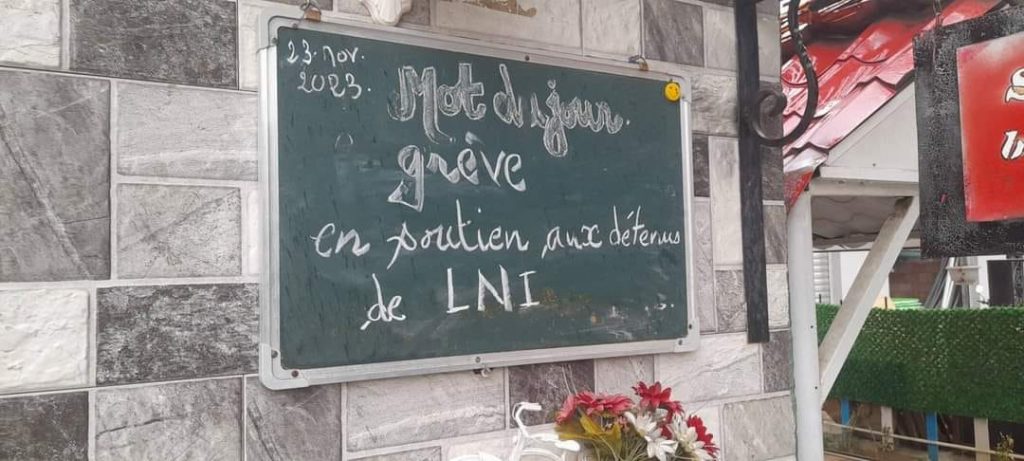 23. nov.
2023.
Mot du jour.
grève
en soutien aux détenus
de LNI